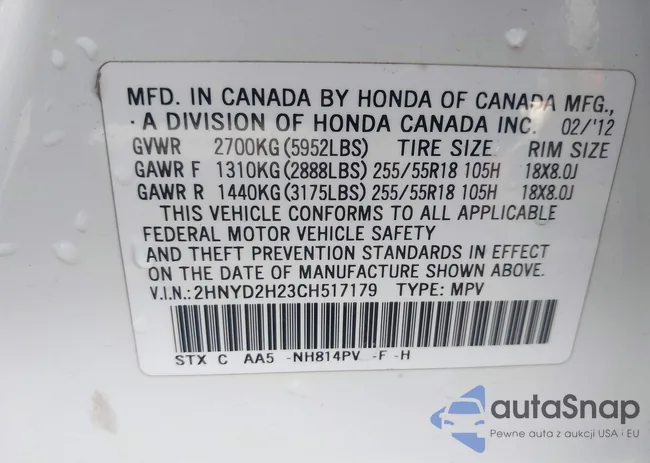 MFD. IN CANADA BY HONDA OF CANADA MFG.,
· A DIVISION OF HONDA CANADA INC. 02/'12
GVWR 2700KG(5952LBS) TIRE SIZE RIM SIZE
GAWR F 1310KG(2888LBS) 255/55R18 105H 18X8.0J
GAWR R 1440KG(3175LBS) 255/55R18 105H 18X8.0J
THIS VEHICLE CONFORMS TO ALL APPLICABLE
FEDERAL MOTOR VEHICLE SAFETY
AND THEFT PREVENTION STANDARDS IN EFFECT
ON THE DATE OF MANUFACTURE SHOWN ABOVE.
V.I.N.:2HNYD2H23CH517179 TYPE: MPV
STX C AA5 -NH814PV -F -H
autaSnap
Pewne auta z aukcji USA i EU